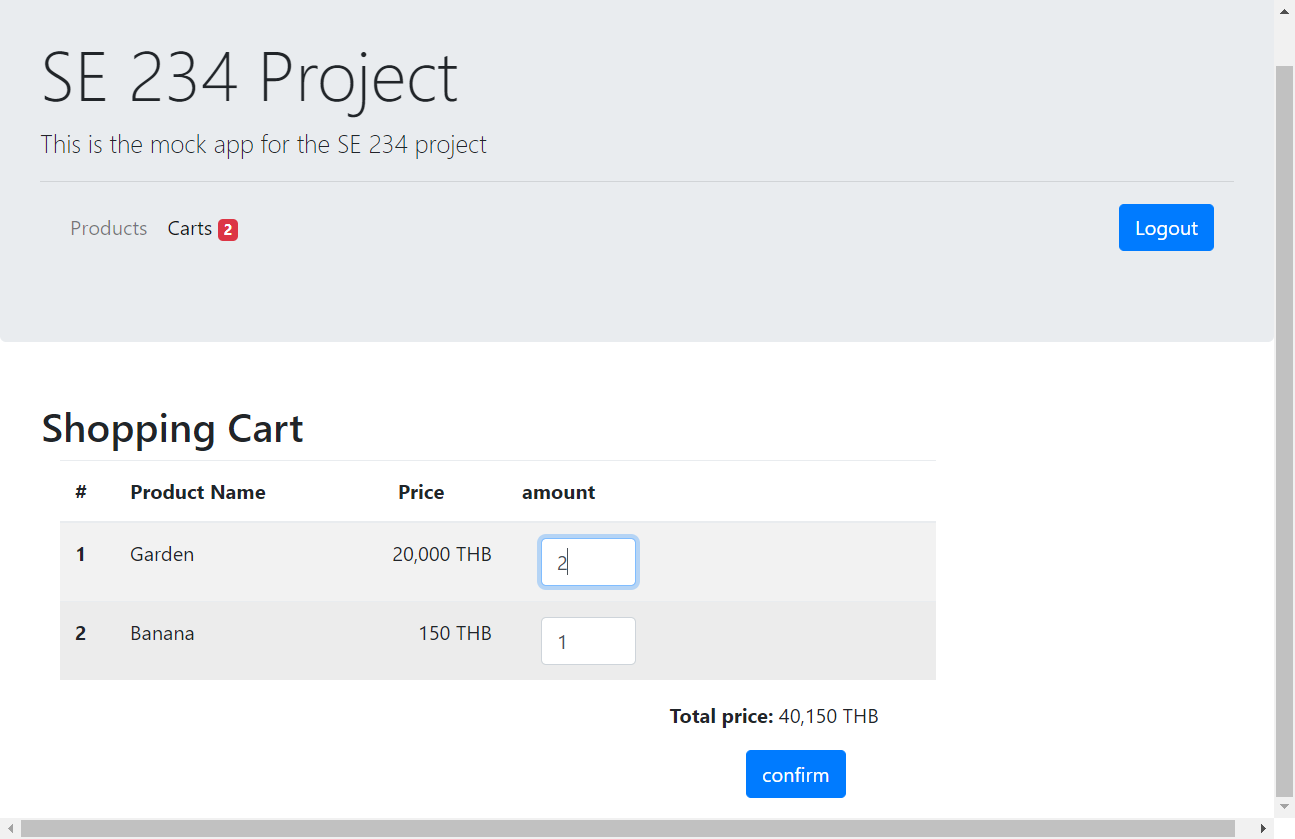 SE 234 Project
This is the mock app for the SE 234 project
Products Carts 2 Logout
Shopping Cart
# Product Name Price amount
1 Garden 20,000 THB 2
2 Banana 150 THB 1
Total price: 40,150 THB
confirm